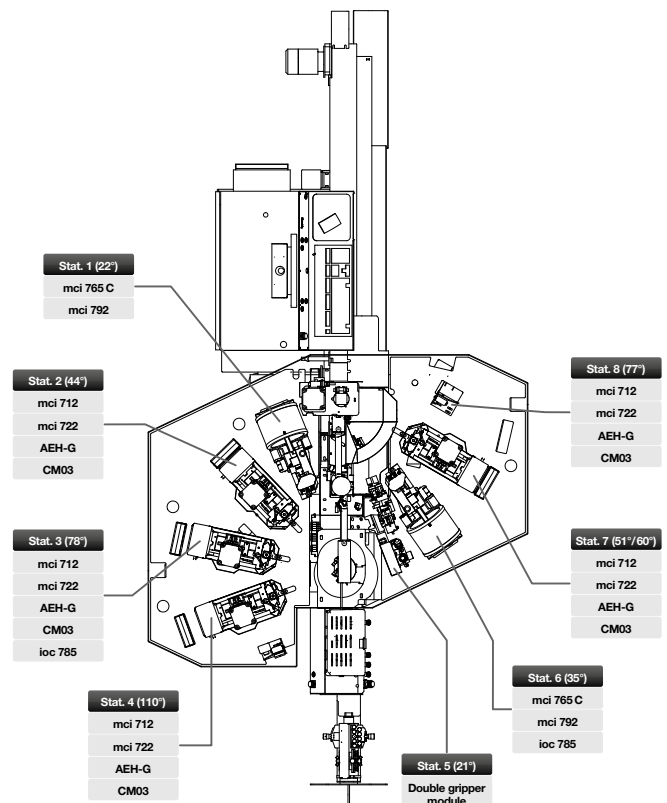 Stat. 1 (22°)
mci 765 C
mci 792
Stat. 2 (44°)
mci 712
mci 722
AEH-G
CM03
Stat. 3 (78°)
mci 712
mci 722
AEH-G
CM03
ioc 785
Stat. 4 (110°)
mci 712
mci 722
AEH-G
CM03
Stat. 5 (21°)
Double gripper
module
Stat. 6 (35°)
mci 765 C
mci 792
ioc 785
Stat. 7 (51°/60°)
mci 712
mci 722
AEH-G
CM03
Stat. 8 (77°)
mci 712
mci 722
AEH-G
CM03